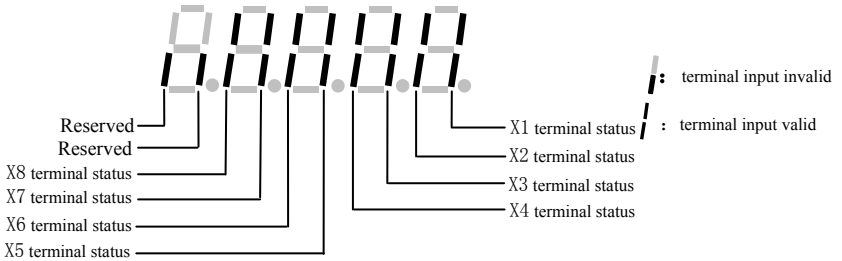 : terminal input invalid
: terminal input valid
Reserved
Reserved
X8 terminal status
X7 terminal status
X6 terminal status
X5 terminal status
X1 terminal status
X2 terminal status
X3 terminal status
X4 terminal status